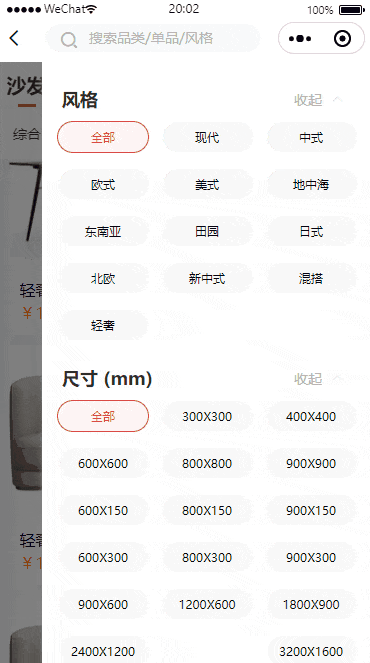 WeChat 20:02 100%
搜索品类/单品/风格
沙发
风格 收起
全部 现代 中式
综合
欧式 美式 地中海
东南亚 田园 日式
北欧 新中式 混搭
轻奢
¥1
轻奢
尺寸 (mm) 收起
全部 300X300 400X400
600X600 800X800 900X900
600X150 800X150 900X150
轻奢
600X300 800X300 900X300
¥1
900X600 1200X600 1800X900
2400X1200 3200X1600